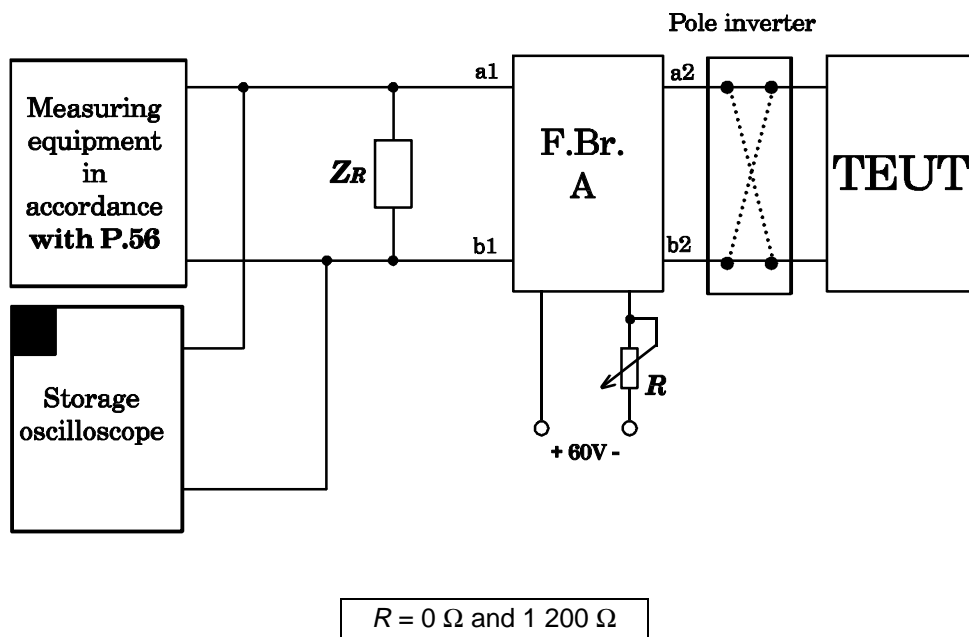 Pole inverter
Measuring
equipment
in
accordance
with P.56
a1
a2
Z_R
F.Br.
A
TEUT
b1
b2
Storage
oscilloscope
R
+ 60V -
R = 0 Ω and 1 200 Ω